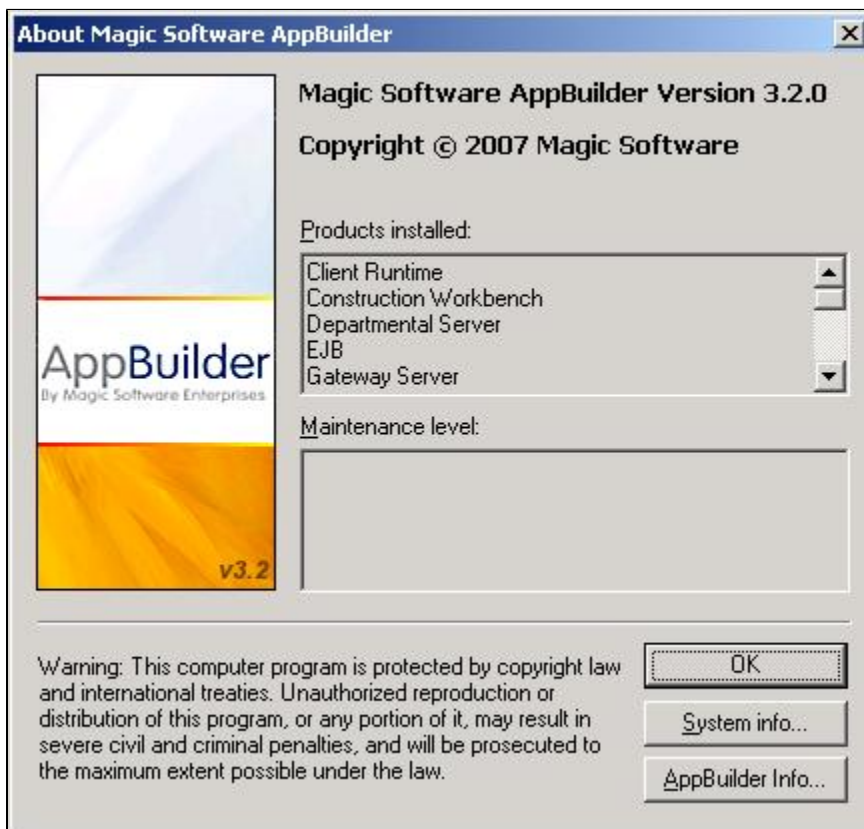 About Magic Software AppBuilder
Magic Software AppBuilder Version 3.2.0
Copyright © 2007 Magic Software
Products installed:
Client Runtime
Construction Workbench
Departmental Server
EJB
Gateway Server
AppBuilder
By Magic Software Enterprises
v3.2
Maintenance level:
Warning: This computer program is protected by copyright law
and international treaties. Unauthorized reproduction or
distribution of this program, or any portion of it, may result in
severe civil and criminal penalties, and will be prosecuted to
the maximum extent possible under the law.
OK
System info...
AppBuilder Info...